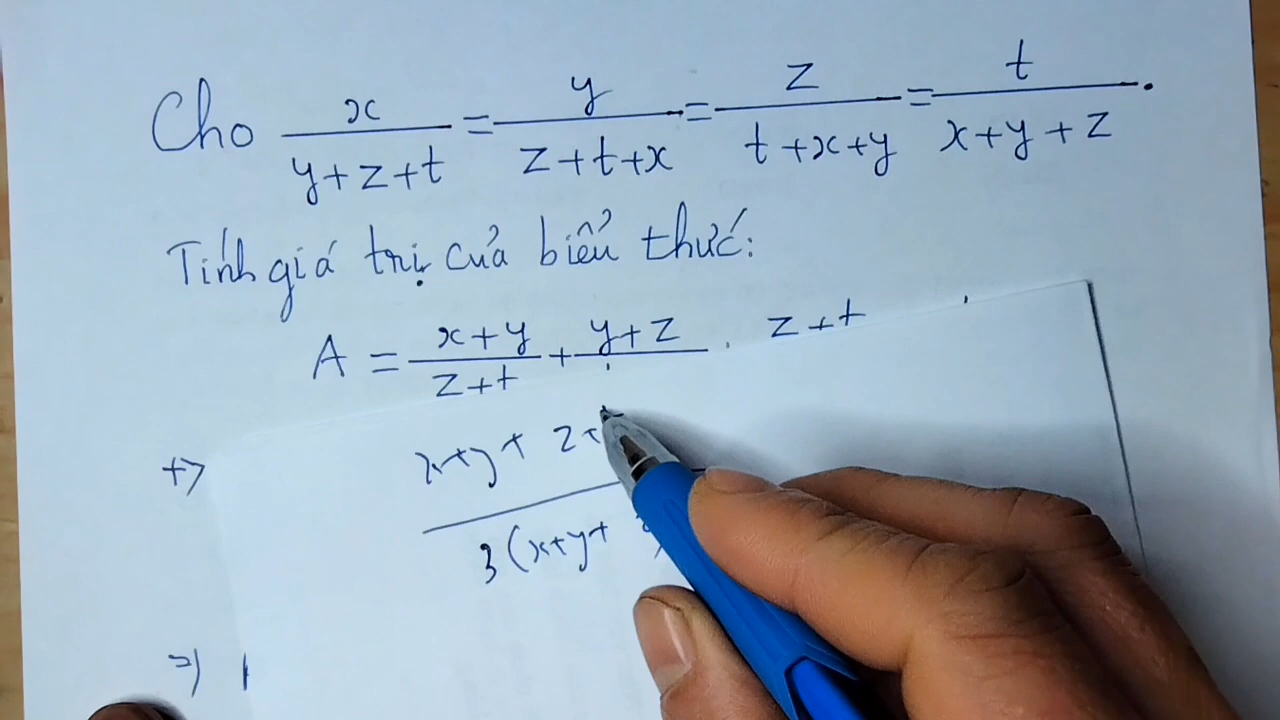 Cho x/(y+z+t) = y/(z+t+x) = z/(t+x+y) = t/(x+y+z).
Tính giá trị của biểu thức:
A = (x+y)/(z+t) + (y+z)/ z+t
+> x+y+ z+
3(x+y+
=>